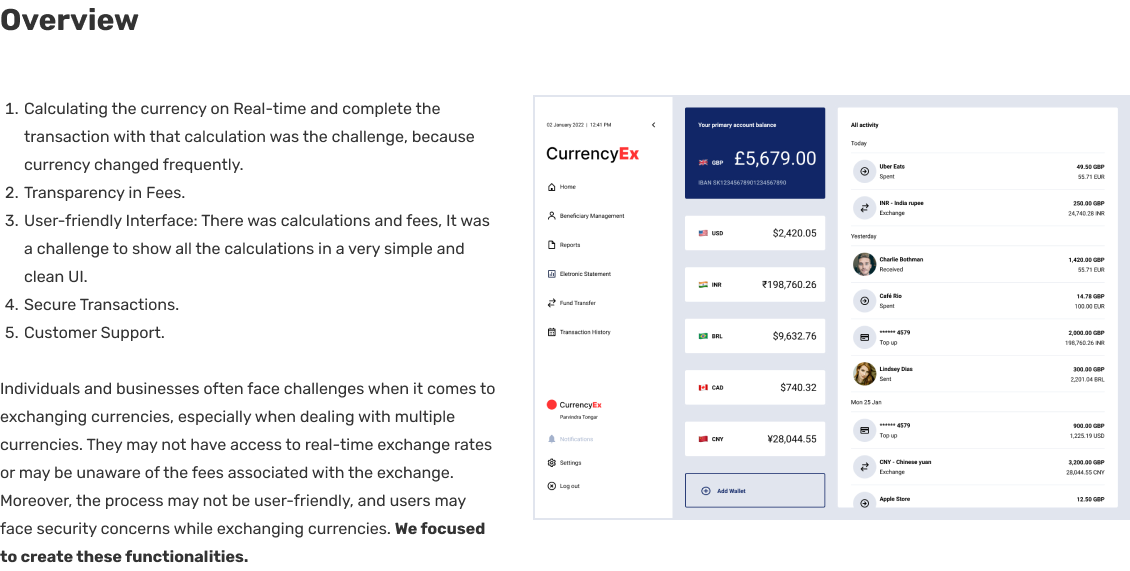 Overview
1. Calculating the currency on Real-time and complete the
transaction with that calculation was the challenge, because
currency changed frequently.
2. Transparency in Fees.
3. User-friendly Interface: There was calculations and fees, It was
a challenge to show all the calculations in a very simple and
clean UI.
4. Secure Transactions.
5. Customer Support.
Individuals and businesses often face challenges when it comes to
exchanging currencies, especially when dealing with multiple
currencies. They may not have access to real-time exchange rates
or may be unaware of the fees associated with the exchange.
Moreover, the process may not be user-friendly, and users may
face security concerns while exchanging currencies. We focused
to create these functionalities.
02 January 2022 | 12:41 PM
CurrencyEx
Home
Beneficiary Management
Reports
Eletronic Statement
Fund Transfer
Transaction History
CurrencyEx
Parvindra Tongar
Notifications
Settings
Log out
Your primary account balance
GBP £5,679.00
IBAN SK12345678901234567890
USD $2,420.05
INR ₹198,760.26
BRL $9,632.76
CAD $740.32
CNY ¥28,044.55
Add Wallet
All activity
Today
Uber Eats 49.50 GBP
Spent 55.71 EUR
INR - India rupee 250.00 GBP
Exchange 24,740.28 INR
Yesterday
Charlie Bothman 1,420.00 GBP
Received 55.71 EUR
Café Rio 14.78 GBP
Spent 100.00 EUR
****** 4579 2,000.00 GBP
Top up 198,760.26 INR
Lindsey Dias 300.00 GBP
Sent 2,201.04 BRL
Mon 25 Jan
****** 4579 900.00 GBP
Top up 1,225.19 USD
CNY - Chinese yuan 3,200.00 GBP
Exchange 28,044.55 CNY
Apple Store 12.50 GBP